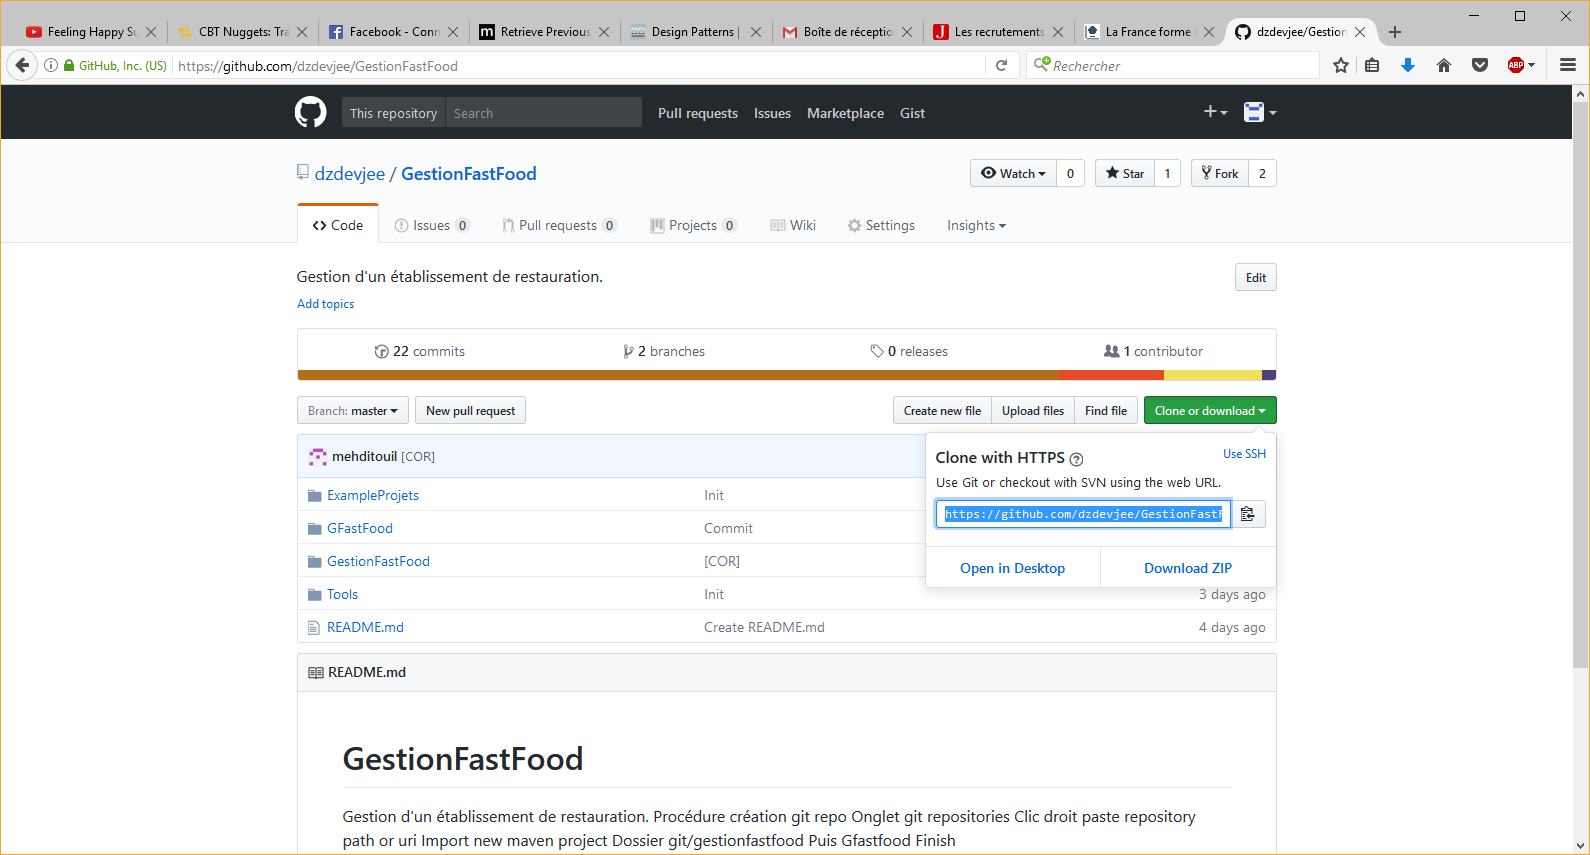 Feeling Happy Su
CBT Nuggets: Tra
Facebook - Conn
Retrieve Previous
Design Patterns |
Boîte de réceptio
Les recrutements
La France forme
dzdevjee/Gestion
GitHub, Inc. (US)
https://github.com/dzdevjee/GestionFastFood
Rechercher
ABP
This repository
Search
Pull requests
Issues
Marketplace
Gist
dzdevjee / GestionFastFood
Watch 0
Star 1
Fork 2
Code
Issues 0
Pull requests 0
Projects 0
Wiki
Settings
Insights
Gestion d'un établissement de restauration.
Edit
Add topics
22 commits
2 branches
0 releases
1 contributor
Branch: master
New pull request
Create new file
Upload files
Find file
Clone or download
mehditouil [COR]
Clone with HTTPS
Use SSH
Use Git or checkout with SVN using the web URL.
https://github.com/dzdevjee/GestionFastF
Open in Desktop
Download ZIP
ExampleProjets Init
GFastFood Commit
GestionFastFood [COR]
Tools Init 3 days ago
README.md Create README.md 4 days ago
README.md
GestionFastFood
Gestion d'un établissement de restauration. Procédure création git repo Onglet git repositories Clic droit paste repository
path or uri Import new maven project Dossier git/gestionfastfood Puis Gfastfood Finish